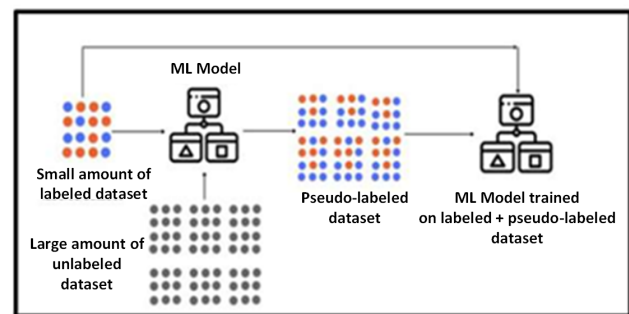 ML Model
Small amount of
labeled dataset
Pseudo-labeled
dataset
ML Model trained
on labeled + pseudo-labeled
dataset
Large amount of
unlabeled
dataset